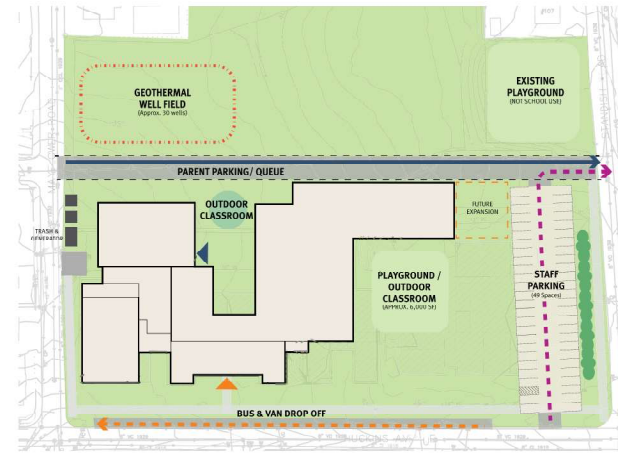 GEOTHERMAL
WELL FIELD
(Approx. 30 wells)
EXISTING
PLAYGROUND
(NOT SCHOOL USE)
PARENT PARKING/ QUEUE
OUTDOOR
CLASSROOM
FUTURE
EXPANSION
TRASH &
GENERATOR
PLAYGROUND /
OUTDOOR
CLASSROOM
(APPROX. 6,000 SF)
STAFF
PARKING
(49 Spaces)
BUS & VAN DROP OFF